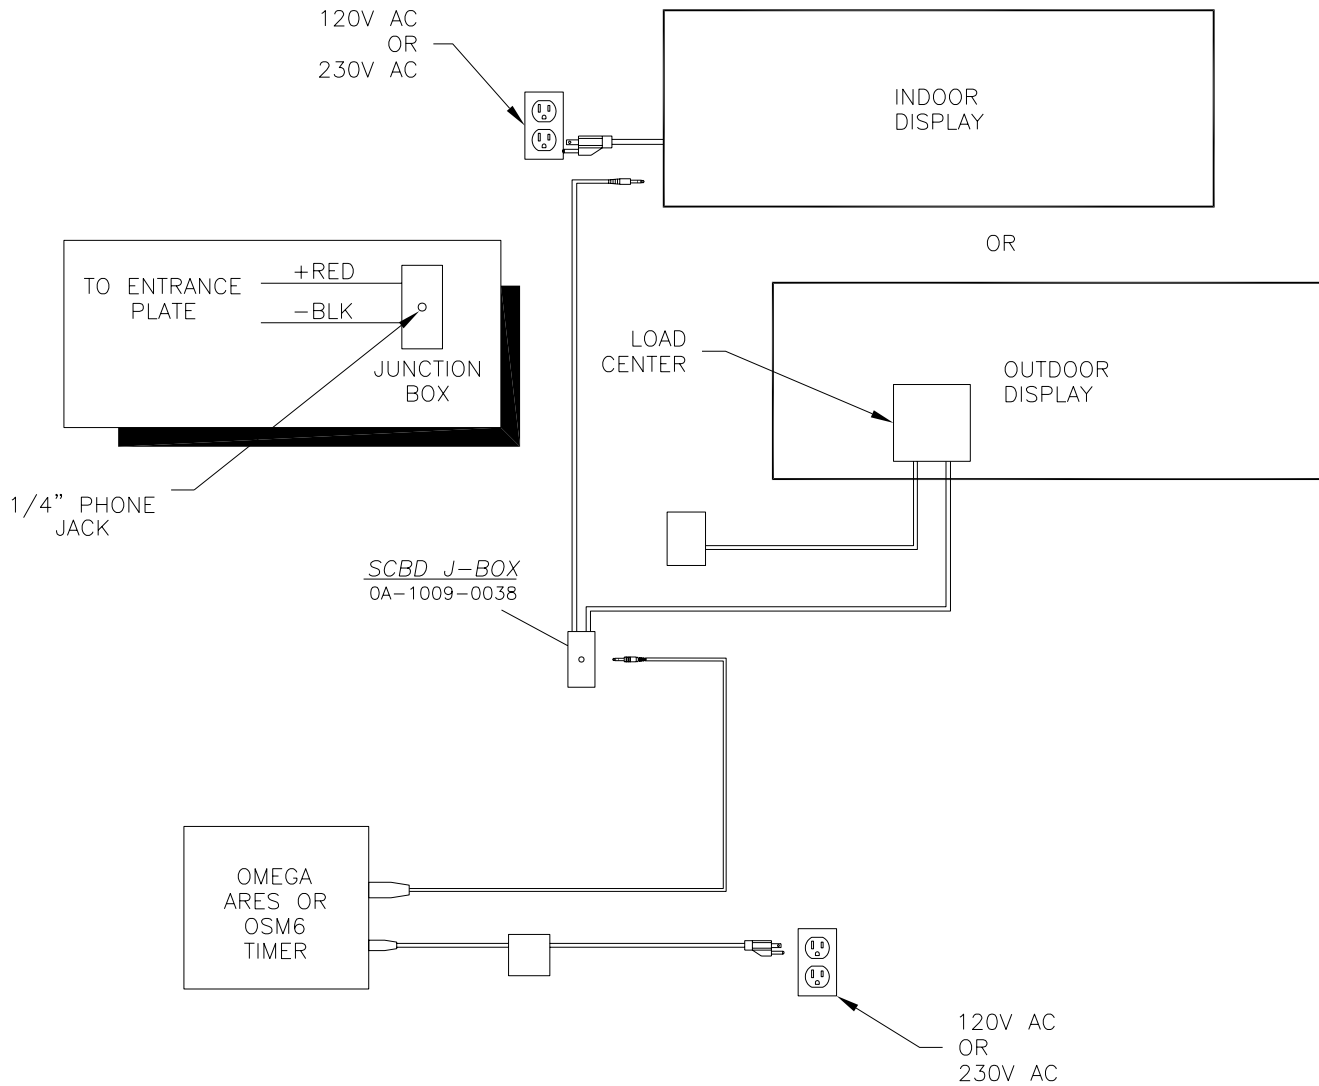 120V AC
OR
230V AC
INDOOR
DISPLAY
OR
TO ENTRANCE
PLATE
+RED
-BLK
JUNCTION
BOX
1/4” PHONE
JACK
LOAD
CENTER
OUTDOOR
DISPLAY
SCBD J-BOX
0A-1009-0038
OMEGA
ARES OR
OSM6
TIMER
120V AC
OR
230V AC